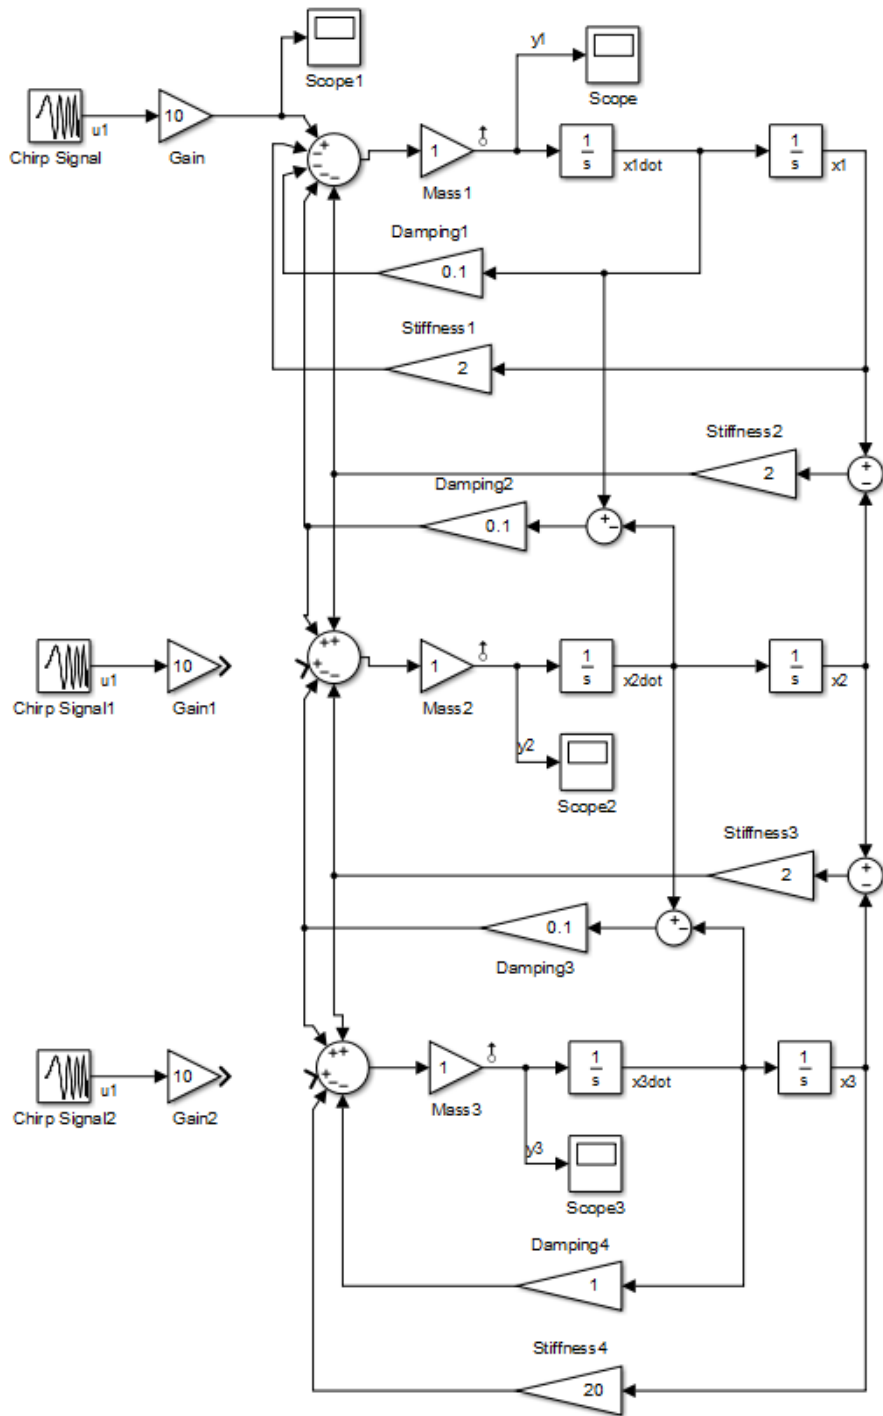 Scope1
y1
Scope
10
u1
Chirp Signal
Gain
+
−
−
−
−
1
Mass1
1
s
x1dot
1
s
x1
Damping1
0.1
Stiffness1
2
Stiffness2
2
+
−
Damping2
0.1
+
−
++
+
−−
10
u1
Chirp Signal1
Gain1
1
Mass2
1
s
x2dot
1
s
x2
y2
Scope2
Stiffness3
2
+
−
0.1
Damping3
+
−
++
+
−−
10
u1
Chirp Signal2
Gain2
1
Mass3
1
s
x3dot
1
s
x3
y3
Scope3
Damping4
1
Stiffness4
20